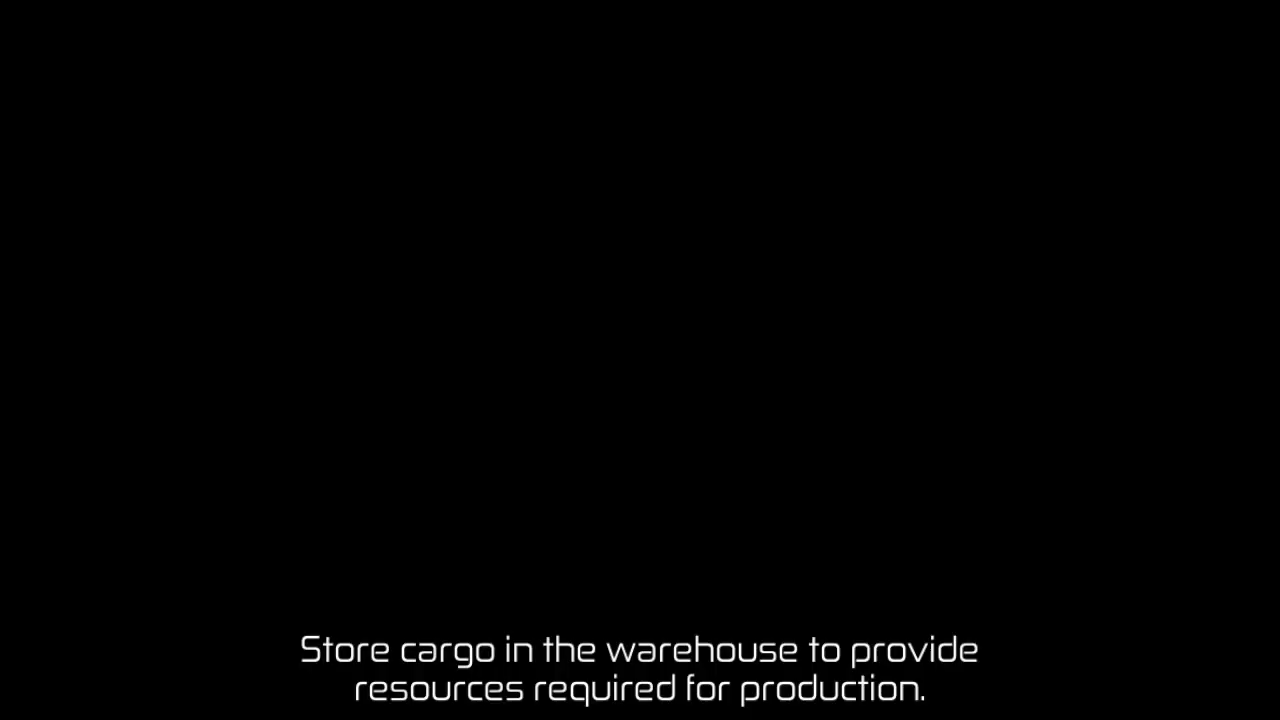 Store cargo in the warehouse to provide
resources required for production.